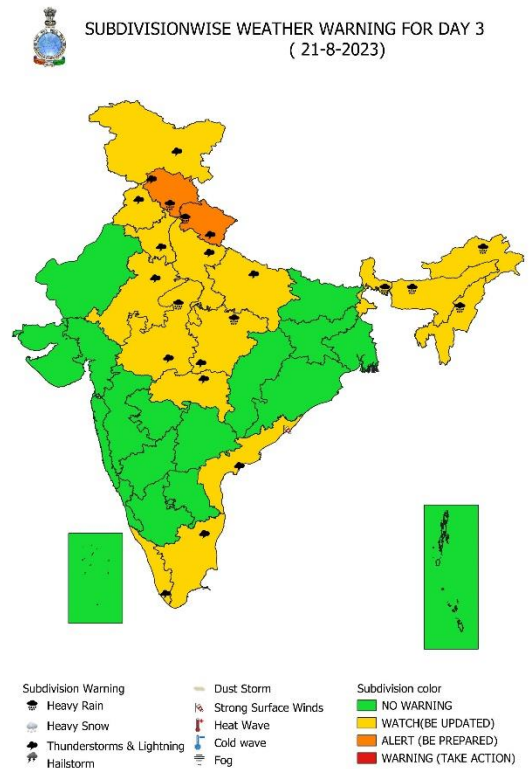 SUBDIVISIONWISE WEATHER WARNING FOR DAY 3
( 21-8-2023)
Subdivision Warning
Heavy Rain
Heavy Snow
Thunderstorms & Lightning
Hailstorm
Dust Storm
Strong Surface Winds
Heat Wave
Cold wave
Fog
Subdivision color
NO WARNING
WATCH(BE UPDATED)
ALERT (BE PREPARED)
WARNING (TAKE ACTION)